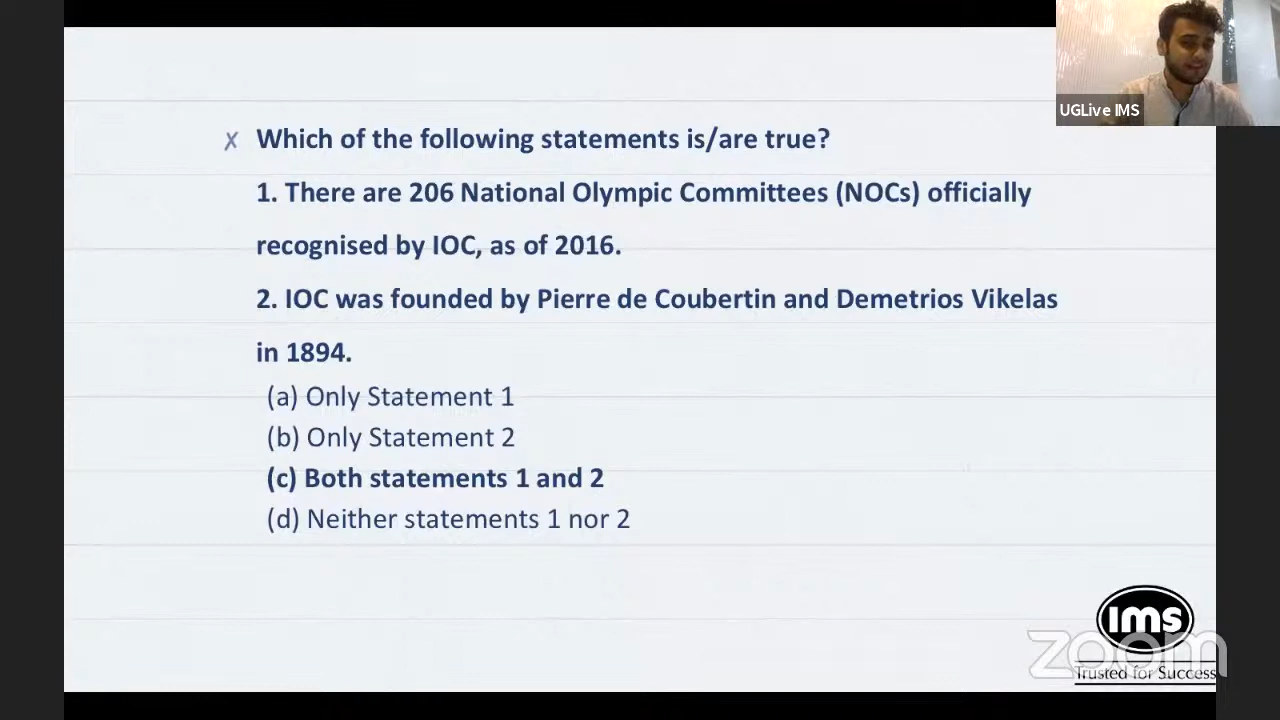 UGLive IMS
✗ Which of the following statements is/are true?
1. There are 206 National Olympic Committees (NOCs) officially
recognised by IOC, as of 2016.
2. IOC was founded by Pierre de Coubertin and Demetrios Vikelas
in 1894.
(a) Only Statement 1
(b) Only Statement 2
(c) Both statements 1 and 2
(d) Neither statements 1 nor 2
ims
zoom
Trusted for Success